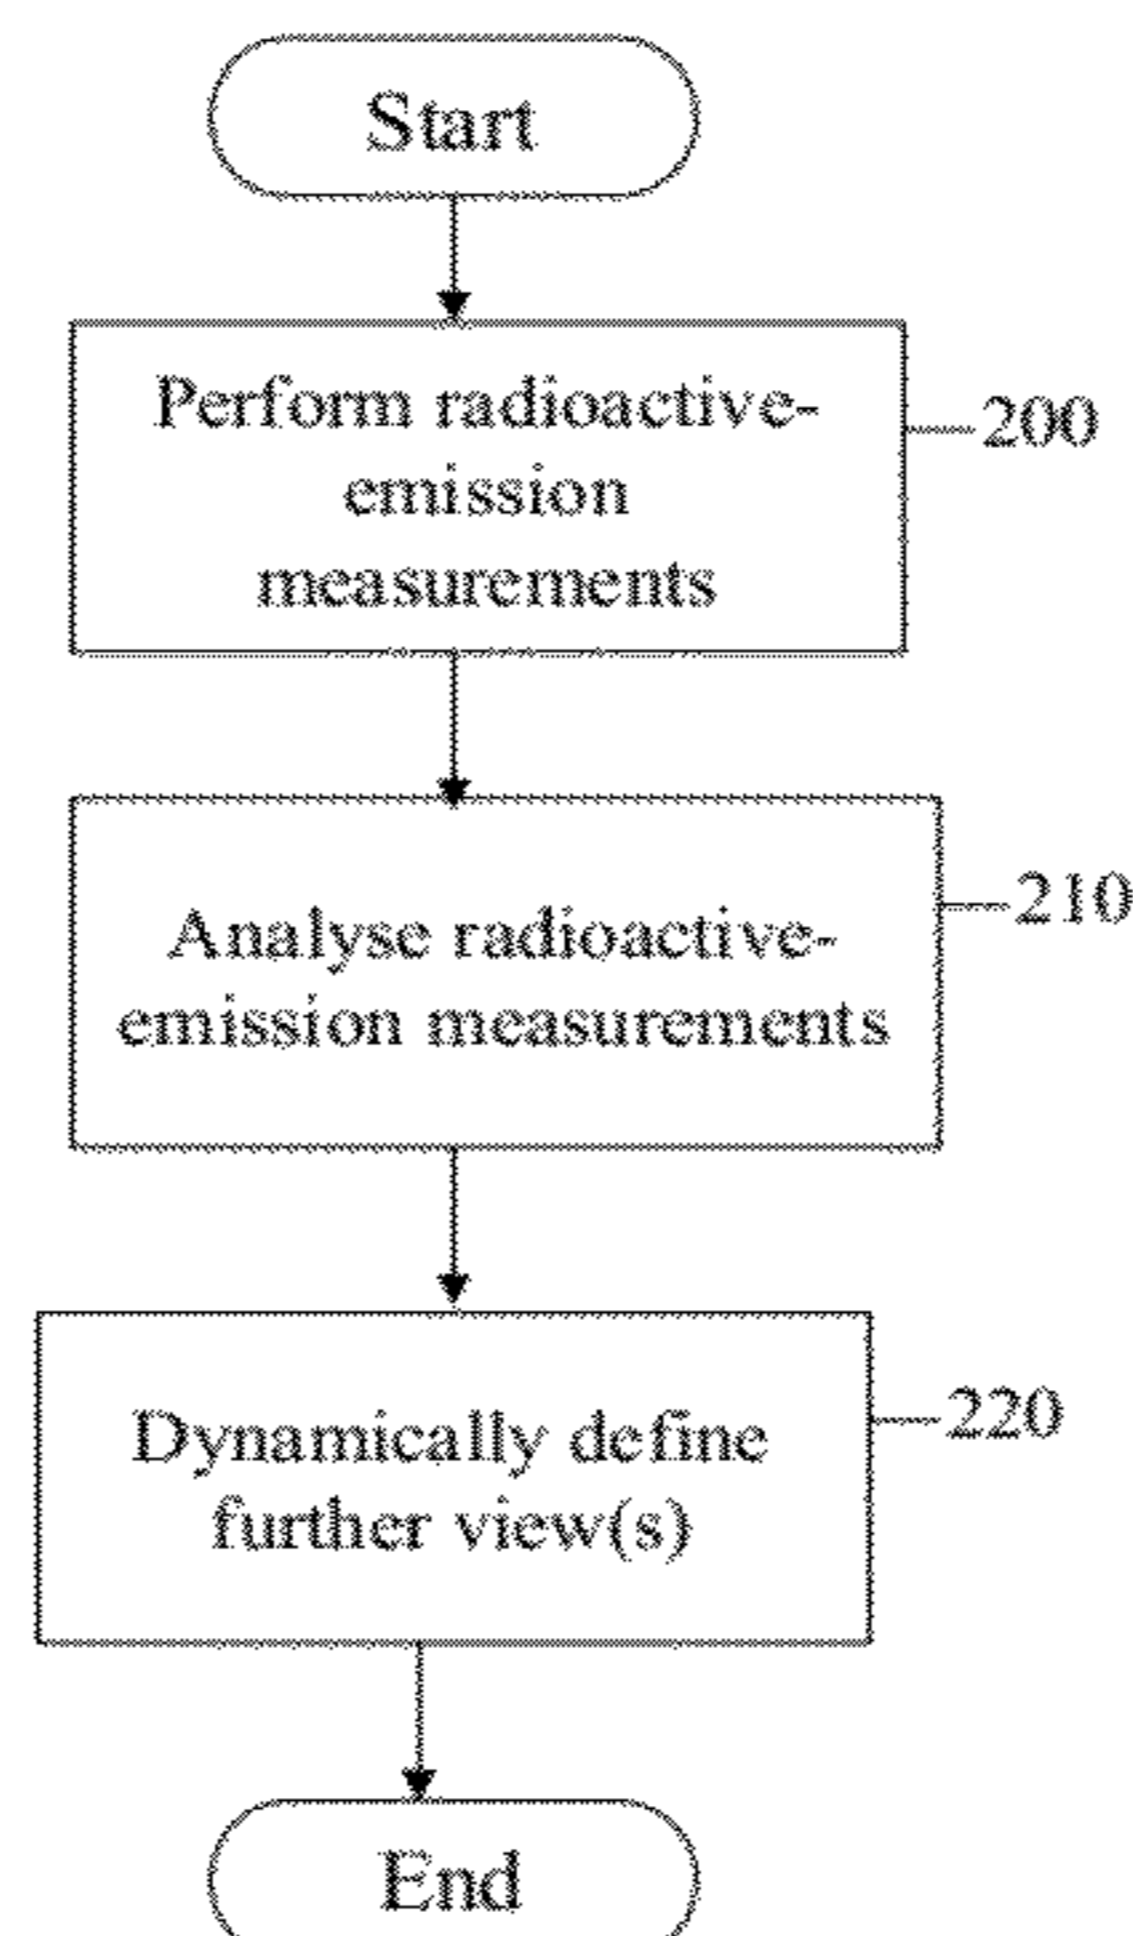 Start
Perform radioactive-
emission
measurements
200
Analyse radioactive-
emission measurements
210
Dynamically define
further view(s)
220
End